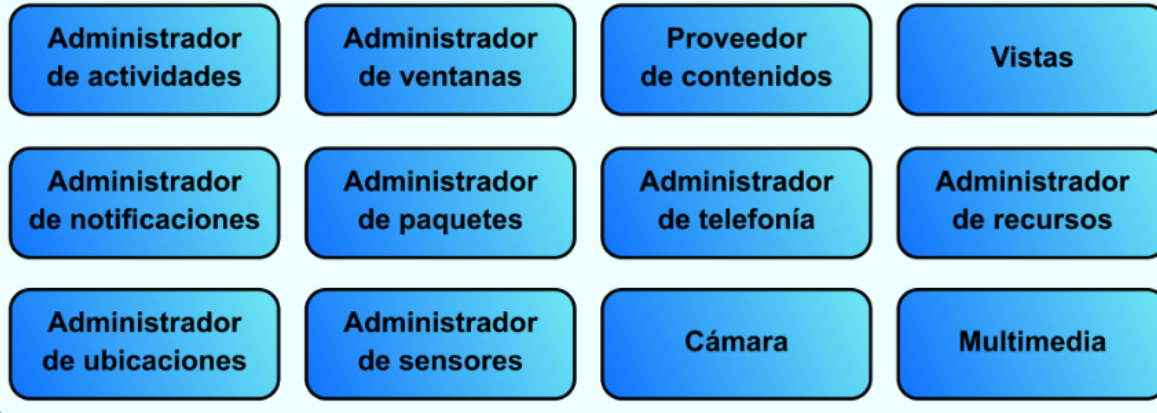 Administrador
de actividades
Administrador
de ventanas
Proveedor
de contenidos
Vistas
Administrador
de notificaciones
Administrador
de paquetes
Administrador
de telefonía
Administrador
de recursos
Administrador
de ubicaciones
Administrador
de sensores
Cámara
Multimedia